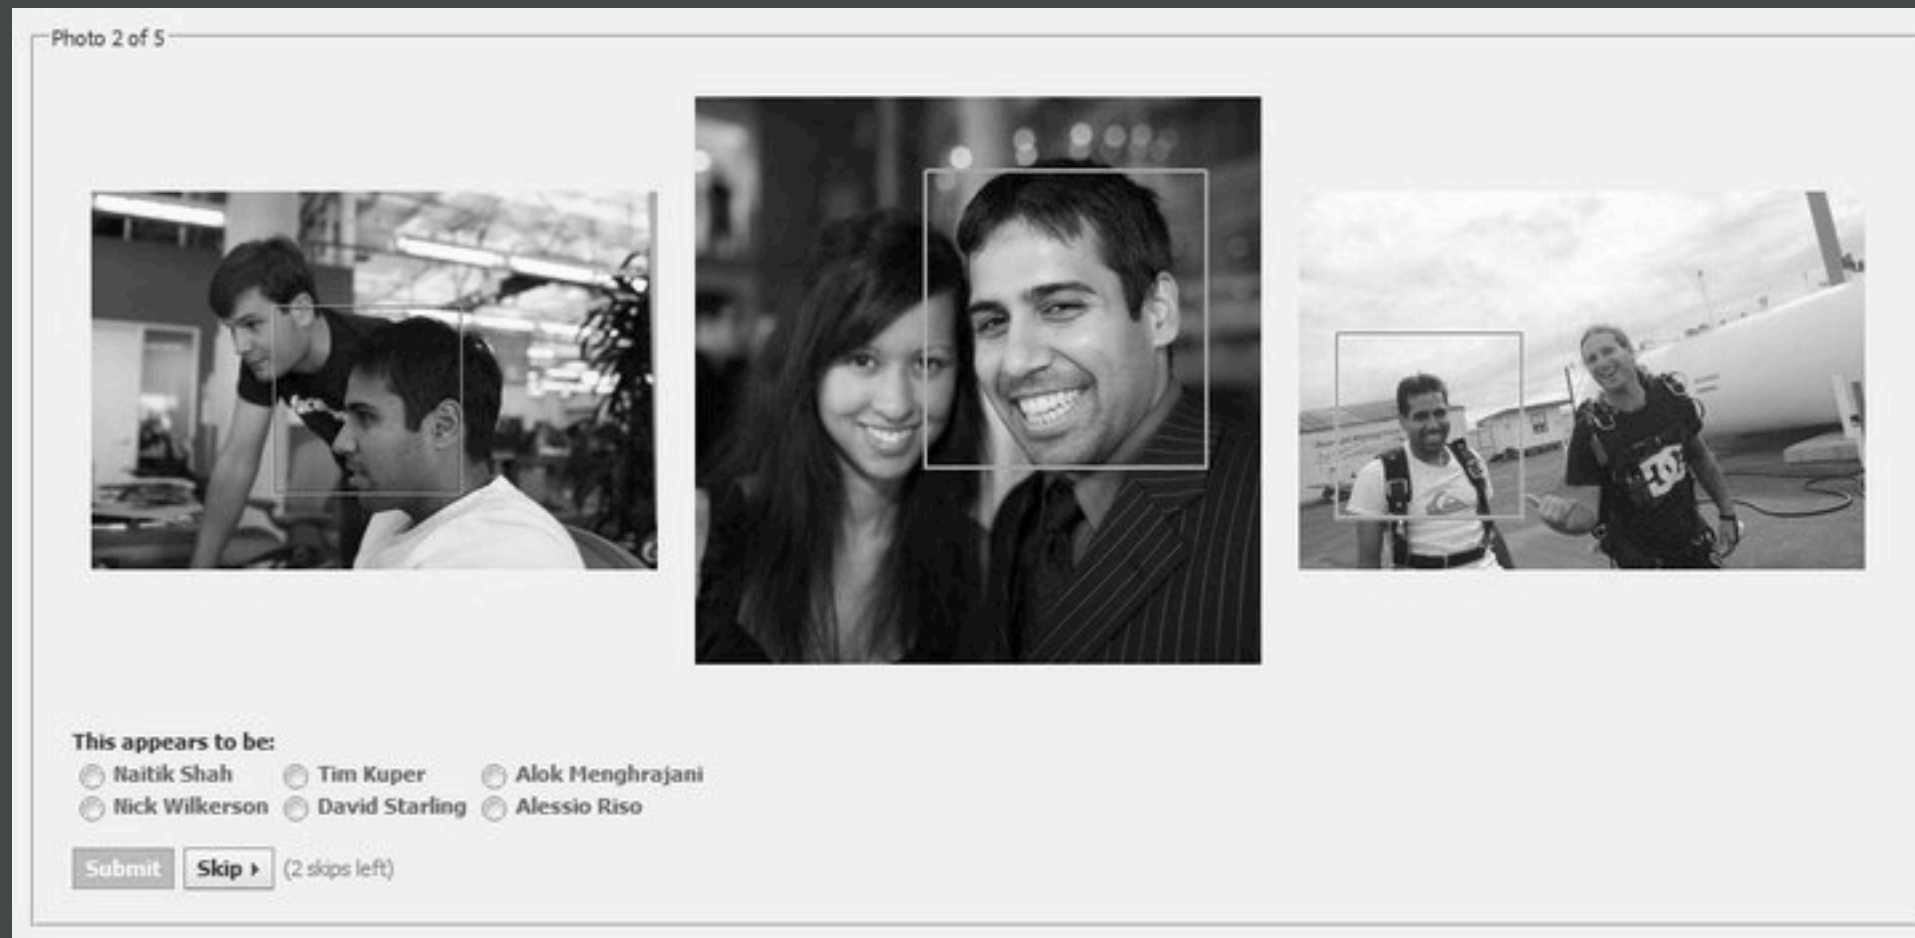 Photo 2 of 5
DC
This appears to be:
Naitik Shah Tim Kuper Alok Menghrajani
Nick Wilkerson David Starling Alessio Riso
Submit Skip (2 skips left)